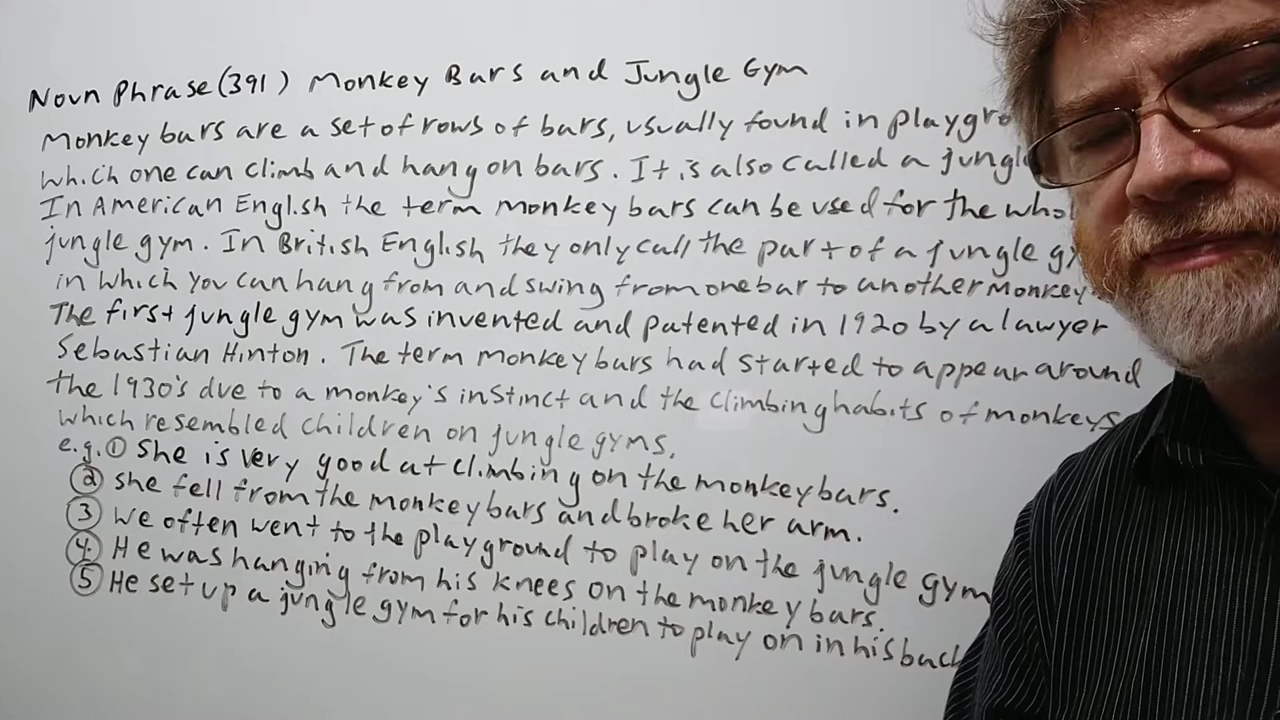 Noun Phrase (391) Monkey Bars and Jungle Gym
Monkey bars are a set of rows of bars, usually found in playgro
which one can climb and hang on bars. It is also called a jungl
In American English the term monkey bars can be used for the who
jungle gym. In British English they only call the part of a jungle gy
in which you can hang from and swing from one bar to another monkey
The first jungle gym was invented and patented in 1920 by a lawyer
Sebastian Hinton. The term monkey bars had started to appear around
the 1930's due to a monkey's instinct and the climbing habits of monkeys
which resembled children on jungle gyms.
e.g. ① She is very good at climbing on the monkey bars.
② she fell from the monkey bars and broke her arm.
③ we often went to the playground to play on the jungle gym
④ He was hanging from his knees on the monkey bars.
⑤ He set up a jungle gym for his children to play on in his back